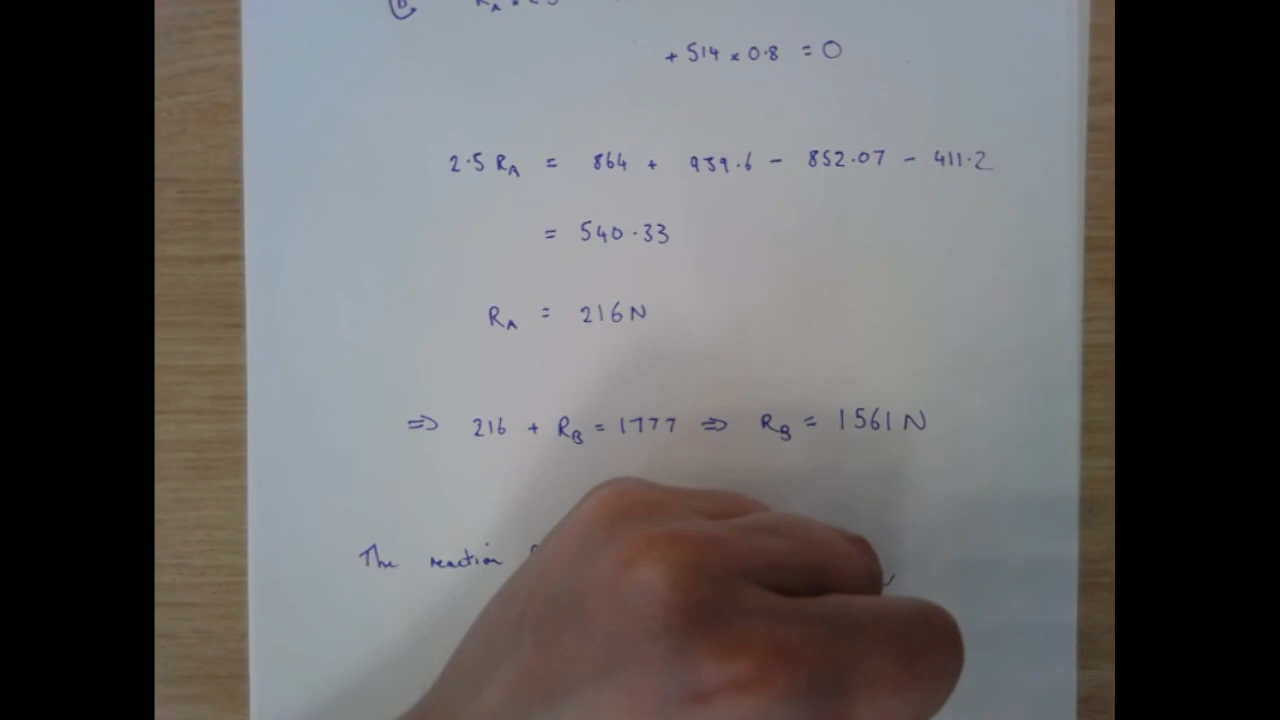 + 514 × 0.8 = 0
2.5 R_A = 864 + 939.6 - 852.07 - 411.2
= 540.33
R_A = 216 N
⇒ 216 + R_B = 1777 ⇒ R_B = 1561 N
The reaction